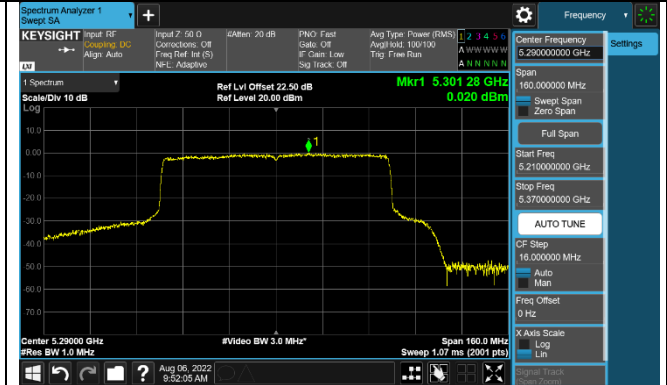 Spectrum Analyzer 1
Swept SA
+
Frequency
KEYSIGHT Input: RF
Coupling: DC
Align: Auto
Input Z: 50 Ω
Corrections: Off
Freq Ref: Int (S)
NFE: Adaptive
#Atten: 20 dB
PNO: Fast
Gate: Off
IF Gain: Low
Sig Track: Off
Avg Type: Power (RMS)
Avg|Hold: 100/100
Trig: Free Run
1 2 3 4 5 6
A W W W W W
A N N N N N
LXI
1 Spectrum
Scale/Div 10 dB
Log
Ref Lvl Offset 22.50 dB
Ref Level 20.00 dBm
Mkr1 5.301 28 GHz
0.020 dBm
1
10.0
0.00
-10.0
-20.0
-30.0
-40.0
-50.0
-60.0
-70.0
Center 5.29000 GHz
#Res BW 1.0 MHz
#Video BW 3.0 MHz*
Span 160.0 MHz
Sweep 1.07 ms (2001 pts)
Center Frequency
5.290000000 GHz
Settings
Span
160.000000 MHz
Swept Span
Zero Span
Full Span
Start Freq
5.210000000 GHz
Stop Freq
5.370000000 GHz
AUTO TUNE
CF Step
16.000000 MHz
Auto
Man
Freq Offset
0 Hz
X Axis Scale
Log
Lin
Signal Track
(Span Zoom)
?
Aug 06, 2022
9:52:05 AM